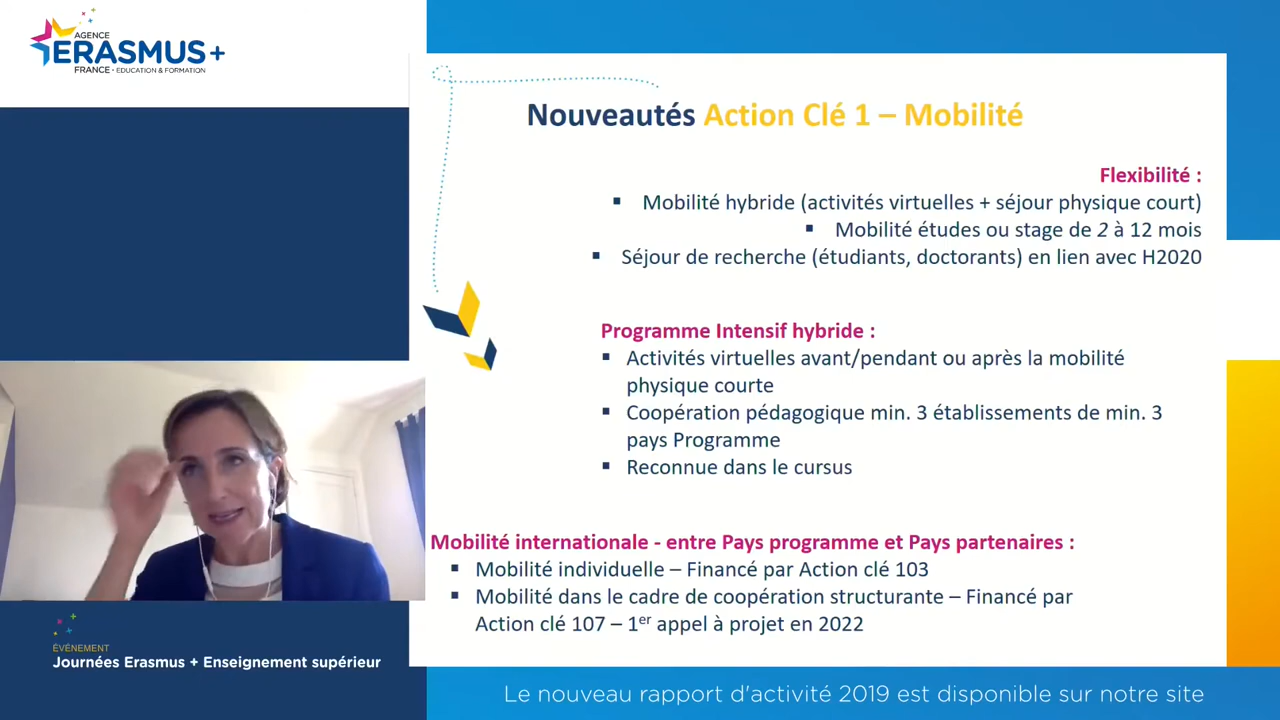 AGENCE
ERASMUS+
FRANCE • EDUCATION & FORMATION
Nouveautés Action Clé 1 – Mobilité
Flexibilité :
▪ Mobilité hybride (activités virtuelles + séjour physique court)
▪ Mobilité études ou stage de 2 à 12 mois
▪ Séjour de recherche (étudiants, doctorants) en lien avec H2020
Programme Intensif hybride :
▪ Activités virtuelles avant/pendant ou après la mobilité
physique courte
▪ Coopération pédagogique min. 3 établissements de min. 3
pays Programme
▪ Reconnue dans le cursus
Mobilité internationale - entre Pays programme et Pays partenaires :
▪ Mobilité individuelle – Financé par Action clé 103
▪ Mobilité dans le cadre de coopération structurante – Financé par
Action clé 107 – 1er appel à projet en 2022
ÉVÉNEMENT
Journées Erasmus + Enseignement supérieur
Le nouveau rapport d'activité 2019 est disponible sur notre site